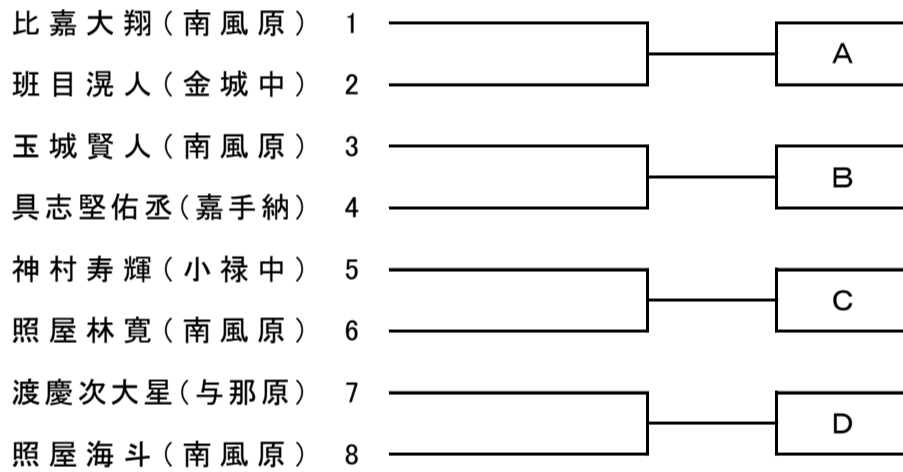 比嘉大翔(南風原) 1
A
班目滉人(金城中) 2
玉城賢人(南風原) 3
B
具志堅佑丞(嘉手納) 4
神村寿輝(小禄中) 5
C
照屋林寛(南風原) 6
渡慶次大星(与那原) 7
D
照屋海斗(南風原) 8